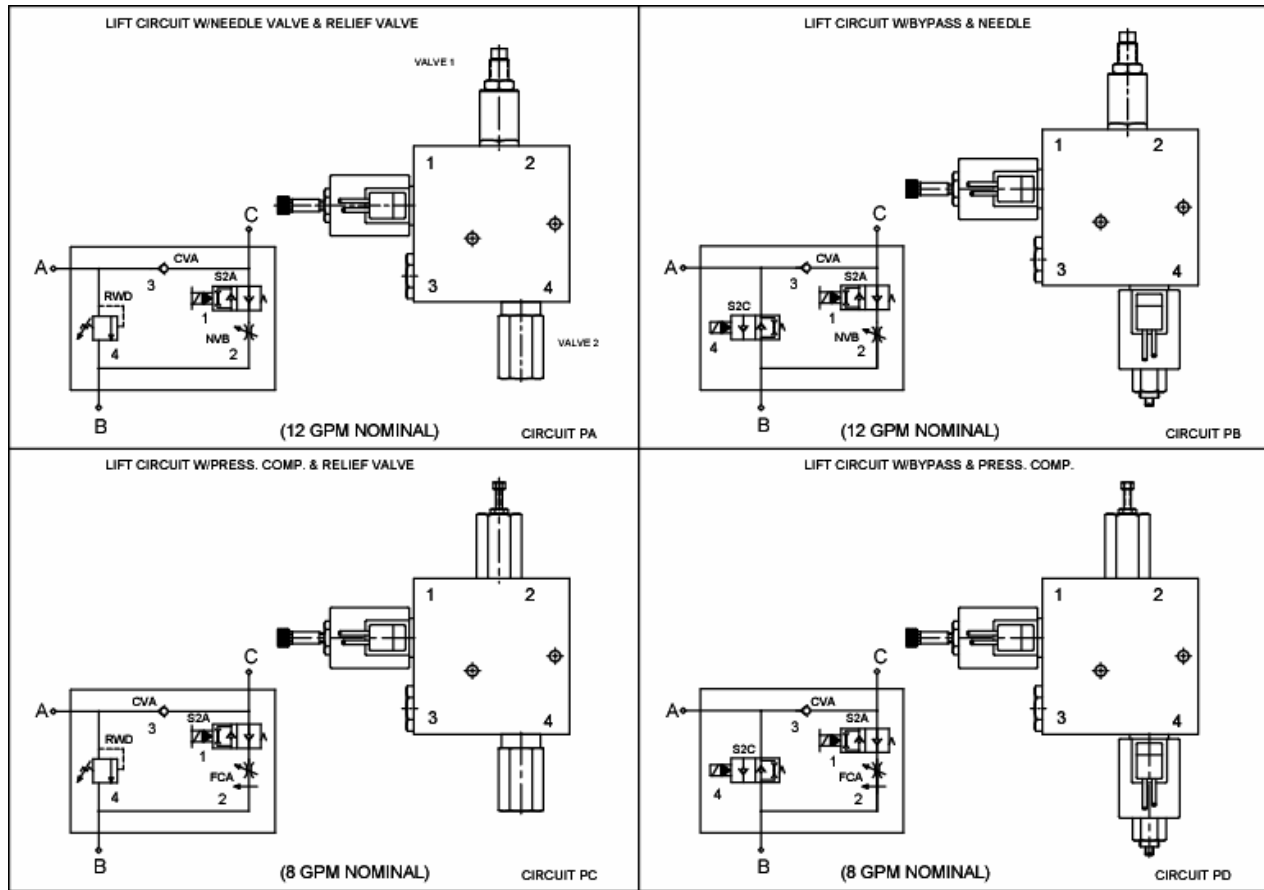 LIFT CIRCUIT W/NEEDLE VALVE & RELIEF VALVE
VALVE 1
1 2
3 4
VALVE 2
C
A
CVA
3
S2A
1
RWD
4
NVB
2
B
(12 GPM NOMINAL)
CIRCUIT PA
LIFT CIRCUIT W/BYPASS & NEEDLE
1 2
3 4
C
A
CVA
3
S2A
1
S2C
4
NVB
2
B
(12 GPM NOMINAL)
CIRCUIT PB
LIFT CIRCUIT W/PRESS. COMP. & RELIEF VALVE
1 2
3 4
C
A
CVA
3
S2A
1
RWD
4
FCA
2
B
(8 GPM NOMINAL)
CIRCUIT PC
LIFT CIRCUIT W/BYPASS & PRESS. COMP.
1 2
3 4
C
A
CVA
3
S2A
1
S2C
4
FCA
2
B
(8 GPM NOMINAL)
CIRCUIT PD